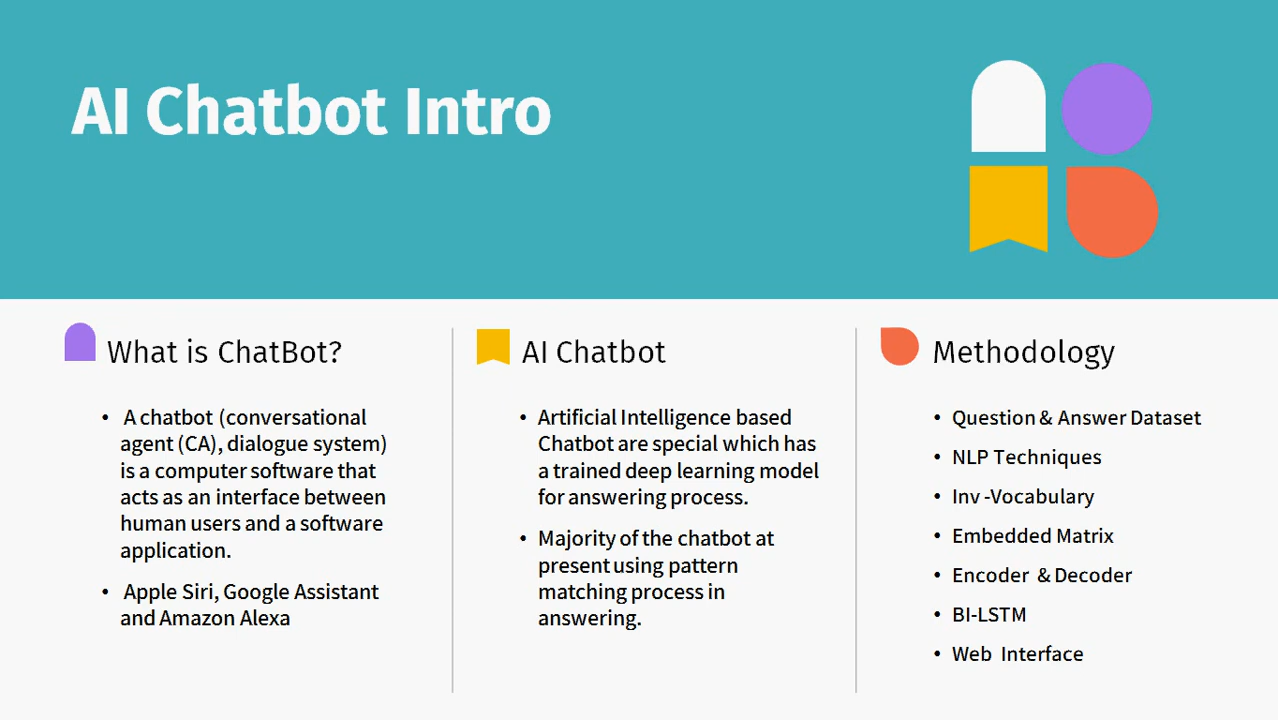 AI Chatbot Intro
What is ChatBot?
• A chatbot (conversational
agent (CA), dialogue system)
is a computer software that
acts as an interface between
human users and a software
application.
• Apple Siri, Google Assistant
and Amazon Alexa
AI Chatbot
• Artificial Intelligence based
Chatbot are special which has
a trained deep learning model
for answering process.
• Majority of the chatbot at
present using pattern
matching process in
answering.
Methodology
• Question & Answer Dataset
• NLP Techniques
• Inv -Vocabulary
• Embedded Matrix
• Encoder & Decoder
• BI-LSTM
• Web Interface